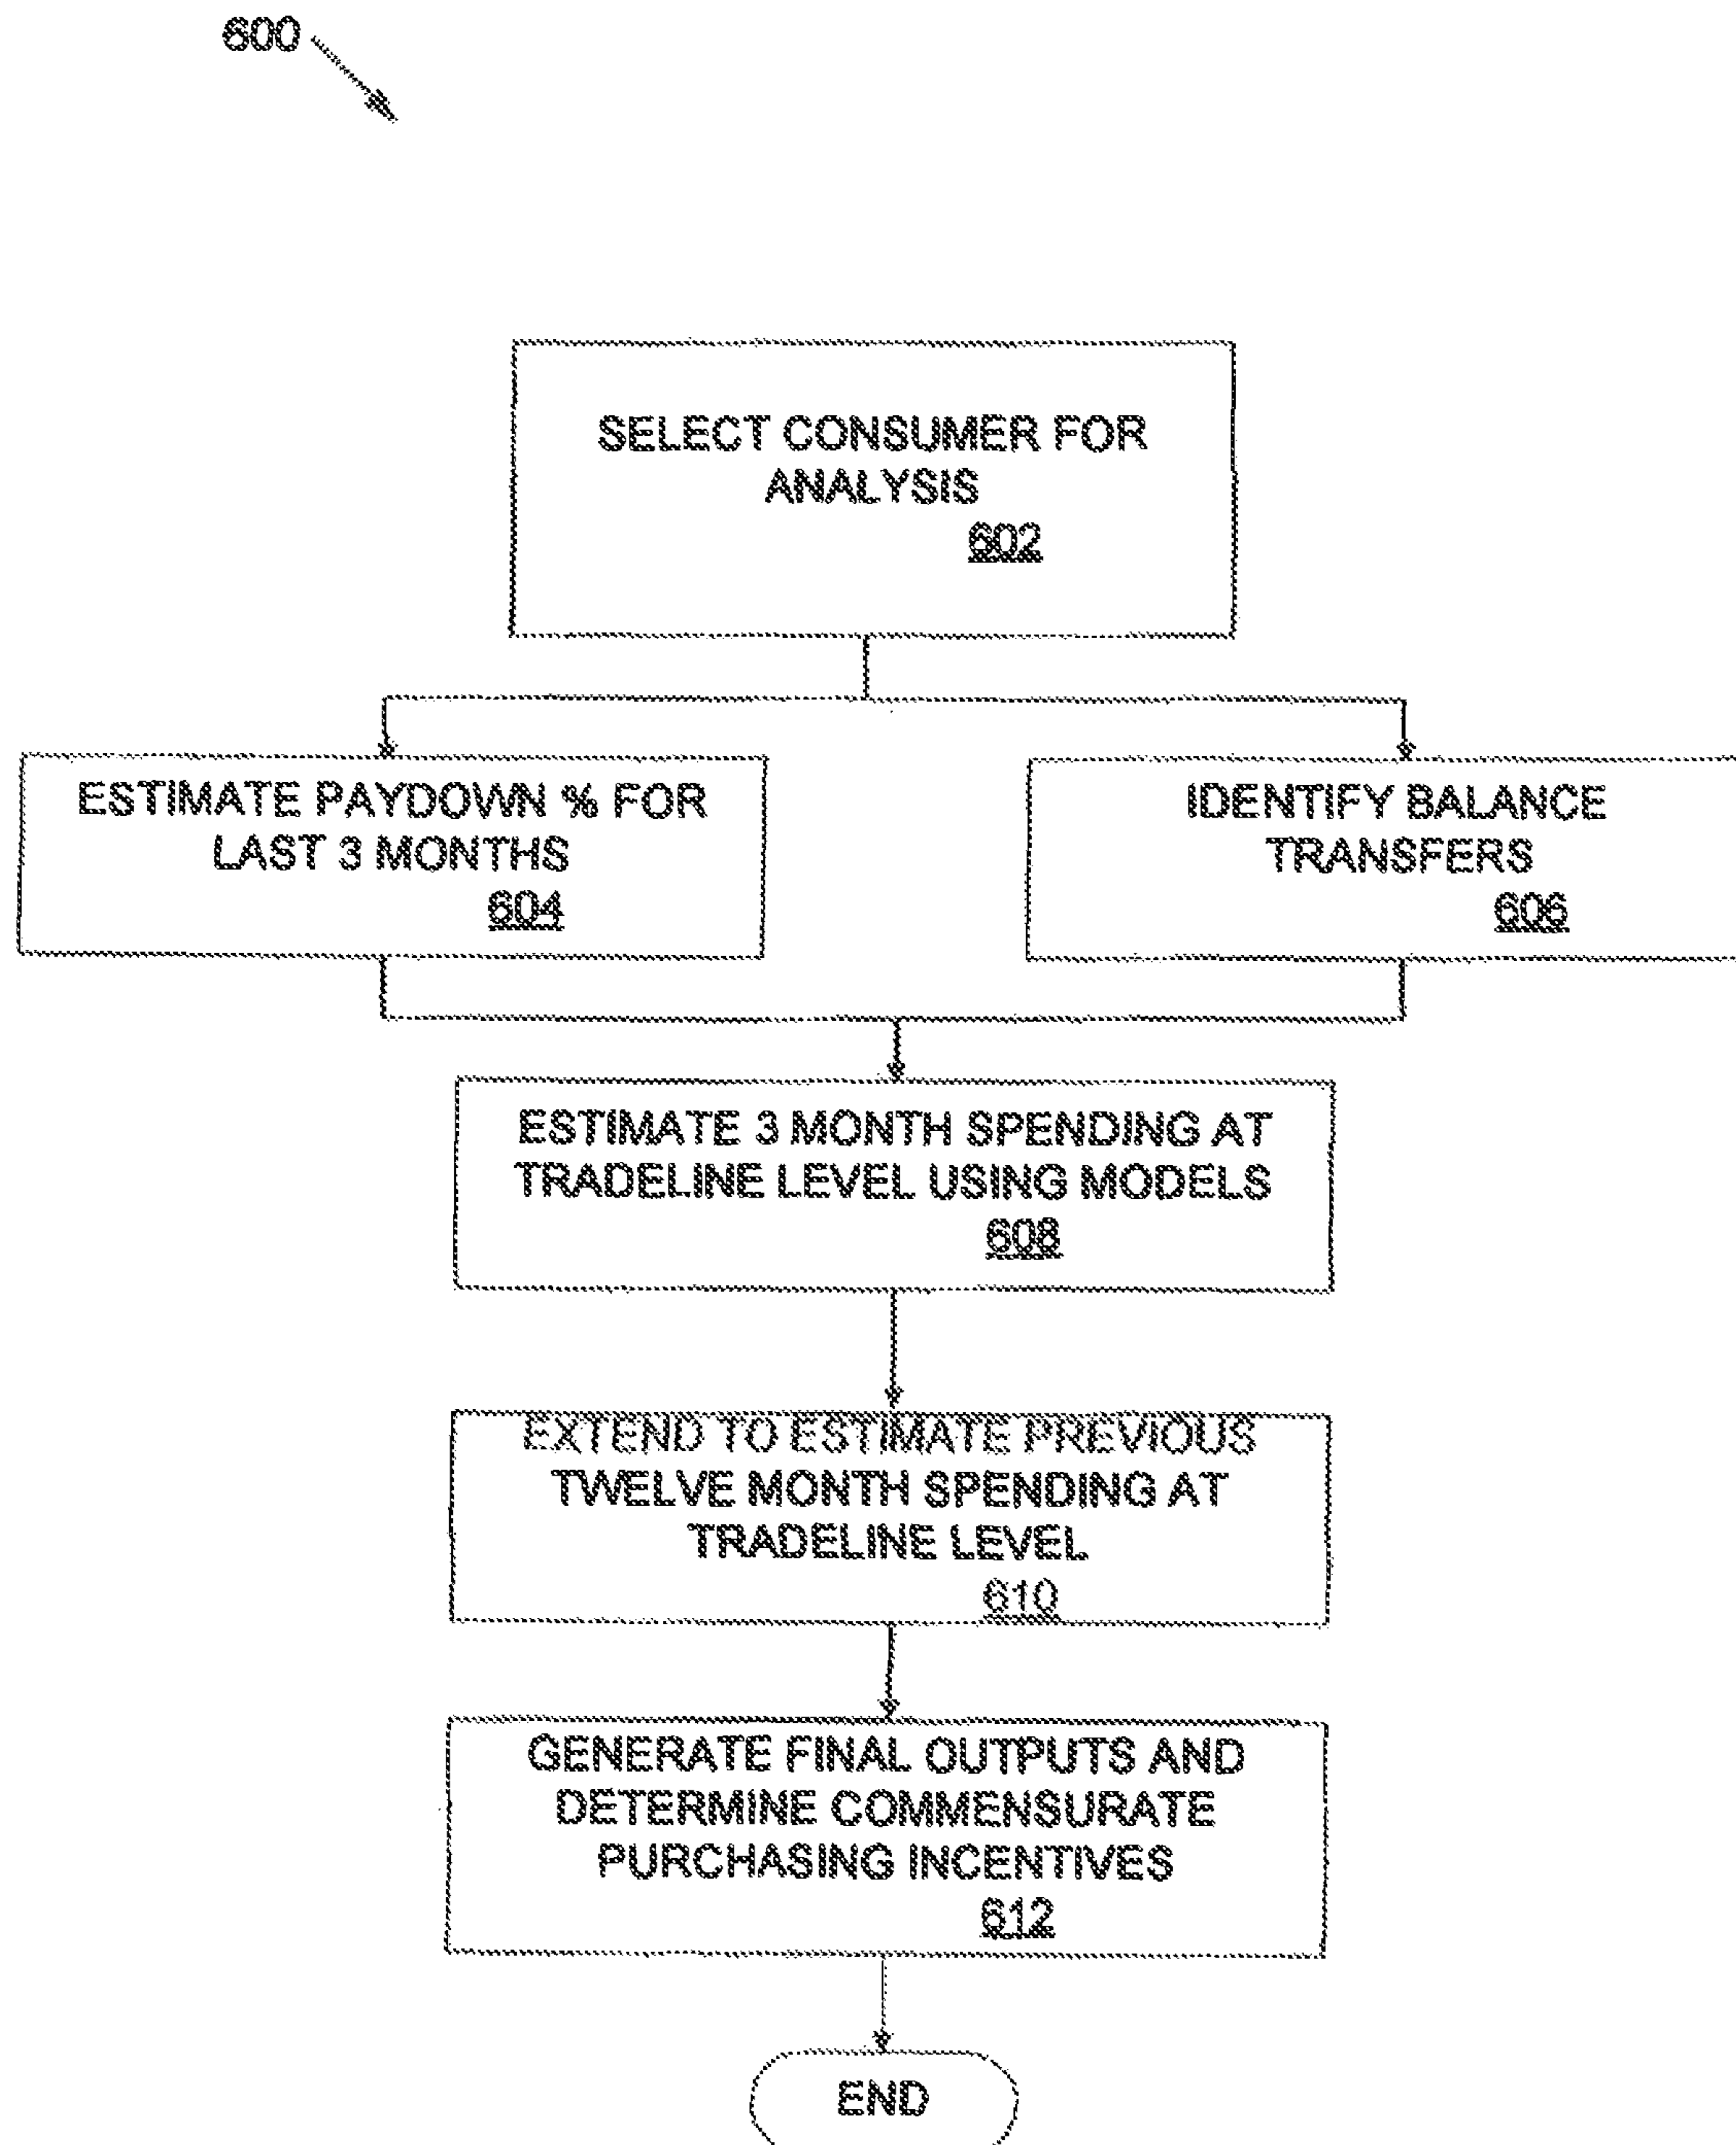 600
SELECT CONSUMER FOR
ANALYSIS
602
ESTIMATE PAYDOWN % FOR
LAST 3 MONTHS
604
IDENTIFY BALANCE
TRANSFERS
606
ESTIMATE 3 MONTH SPENDING AT
TRADELINE LEVEL USING MODELS
608
EXTEND TO ESTIMATE PREVIOUS
TWELVE MONTH SPENDING AT
TRADELINE LEVEL
610
GENERATE FINAL OUTPUTS AND
DETERMINE COMMENSURATE
PURCHASING INCENTIVES
612
END